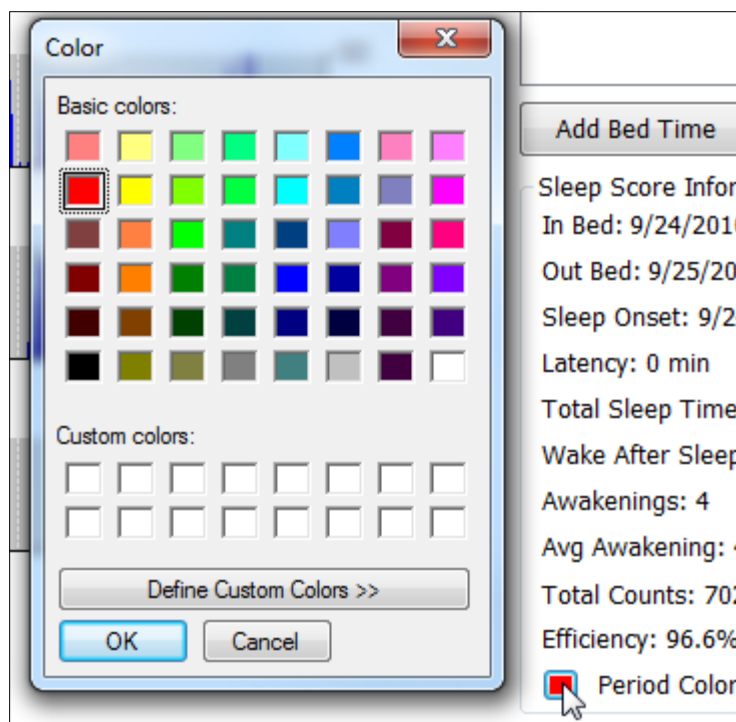 Color
Basic colors:
Custom colors:
Define Custom Colors >>
OK
Cancel
Add Bed Time
Sleep Score Infor
In Bed: 9/24/201
Out Bed: 9/25/20
Sleep Onset: 9/2
Latency: 0 min
Total Sleep Time
Wake After Sleep
Awakenings: 4
Avg Awakening:
Total Counts: 702
Efficiency: 96.6%
Period Color